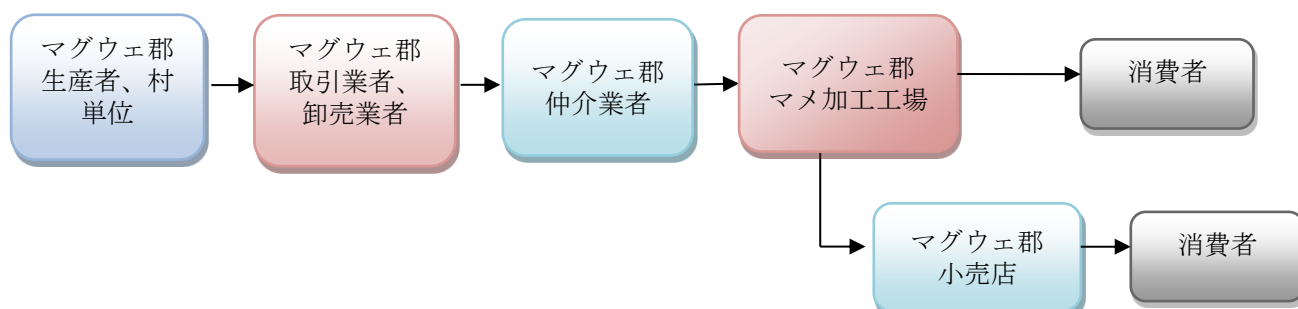 マグウェ郡
生産者、村
単位
マグウェ郡
取引業者、
卸売業者
マグウェ郡
仲介業者
マグウェ郡
マメ加工工場
消費者
マグウェ郡
小売店
消費者